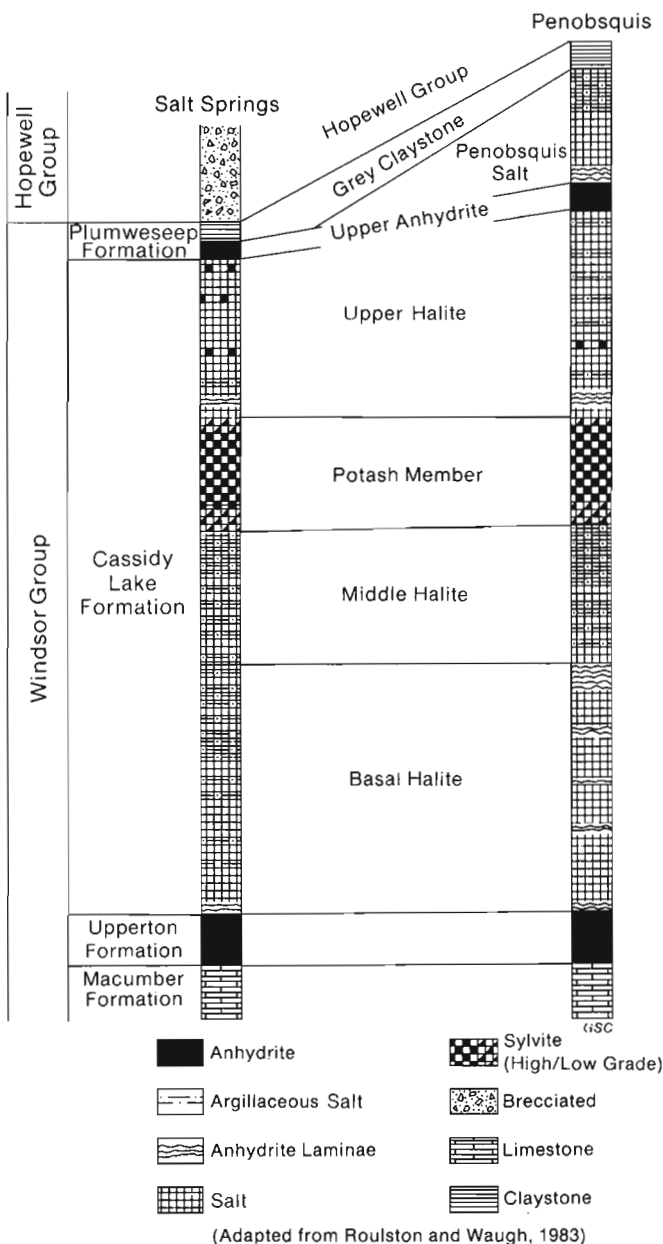 Penobsquis
Salt Springs
Hopewell
Group
Hopewell Group
Grey Claystone
Penobsquis
Salt
Plumweseep
Formation
Upper Anhydrite
Upper Halite
Potash Member
Windsor Group
Cassidy
Lake
Formation
Middle Halite
Basal Halite
Upperton
Formation
Macumber
Formation
GSC
Anhydrite
Sylvite
(High/Low Grade)
Argillaceous Salt
Brecciated
Anhydrite Laminae
Limestone
Salt
Claystone
(Adapted from Roulston and Waugh, 1983)